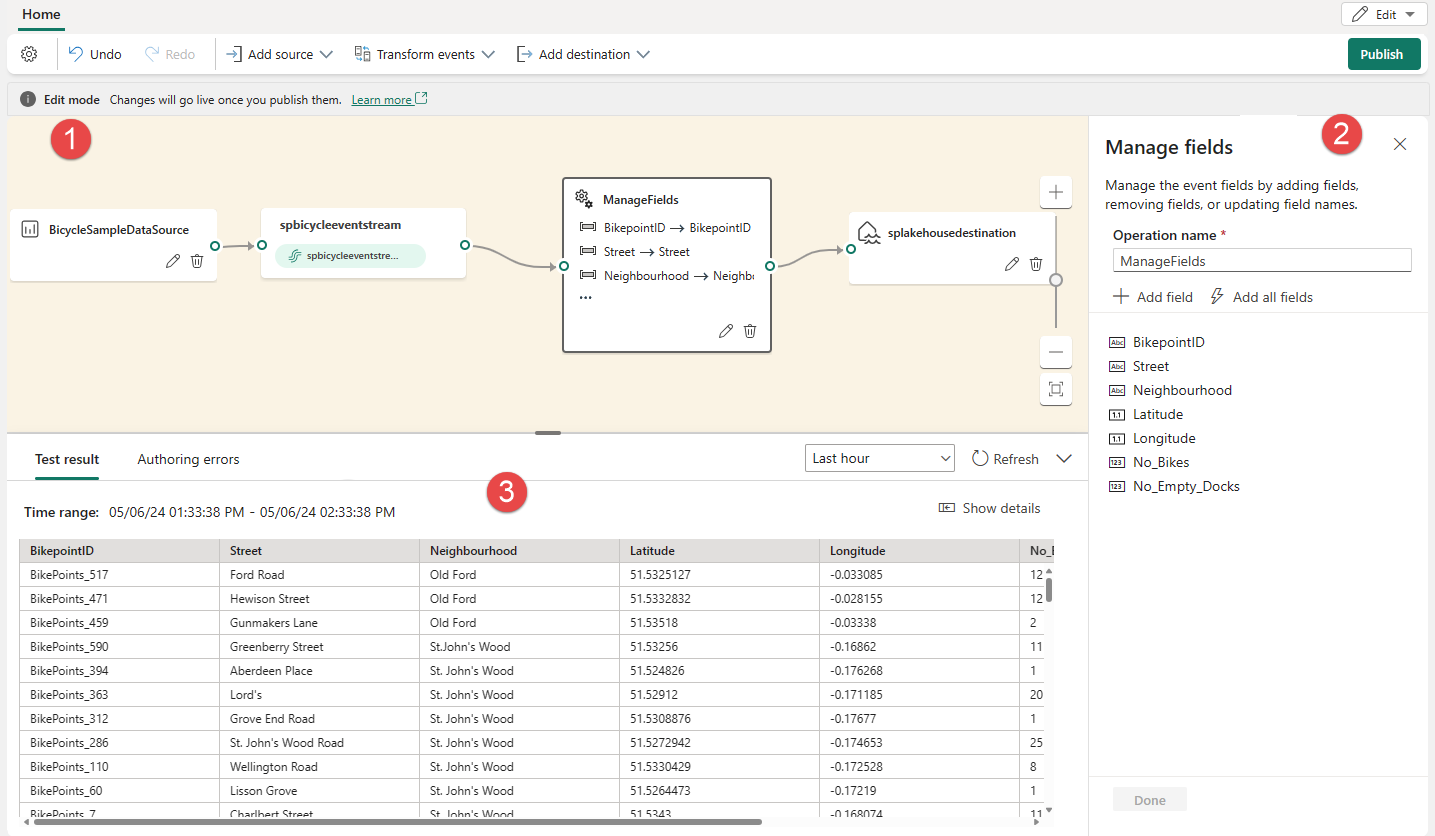 Home
Edit
Undo
Redo
Add source
Transform events
Add destination
Publish
Edit mode Changes will go live once you publish them. Learn more
1
BicycleSampleDataSource
spbicycleeventstream
spbicycleeventstre...
ManageFields
BikepointID → BikepointID
Street → Street
Neighbourhood → Neighb
...
splakehousedestination
2
Manage fields
Manage the event fields by adding fields,
removing fields, or updating field names.
Operation name *
ManageFields
Add field
Add all fields
Abc BikepointID
Abc Street
Abc Neighbourhood
1.1 Latitude
1.1 Longitude
123 No_Bikes
123 No_Empty_Docks
Done
Test result
Authoring errors
Last hour
Refresh
3
Time range: 05/06/24 01:33:38 PM - 05/06/24 02:33:38 PM
Show details
BikepointID Street Neighbourhood Latitude Longitude No_
BikePoints_517 Ford Road Old Ford 51.5325127 -0.033085 12
BikePoints_471 Hewison Street Old Ford 51.5332832 -0.028155 12
BikePoints_459 Gunmakers Lane Old Ford 51.53518 -0.03338 2
BikePoints_590 Greenberry Street St.John's Wood 51.53256 -0.16862 11
BikePoints_394 Aberdeen Place St. John's Wood 51.524826 -0.176268 1
BikePoints_363 Lord's St. John's Wood 51.52912 -0.171185 20
BikePoints_312 Grove End Road St. John's Wood 51.5308876 -0.17677 1
BikePoints_286 St. John's Wood Road St. John's Wood 51.5272942 -0.174653 25
BikePoints_110 Wellington Road St. John's Wood 51.5330429 -0.172528 8
BikePoints_60 Lisson Grove St. John's Wood 51.5264473 -0.17219 1
BikePoints_7 Charlbert Street St. John's Wood 51.5343 -0.168074 11